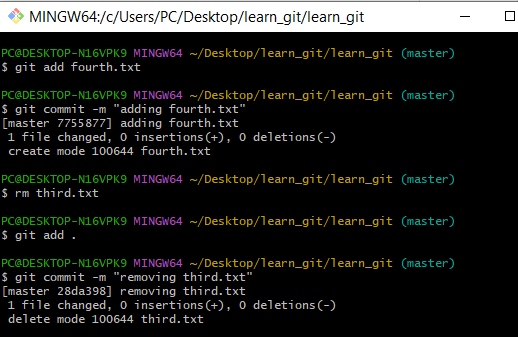 MINGW64:/c/Users/PC/Desktop/learn_git/learn_git
PC@DESKTOP-N16VPK9 MINGW64 ~/Desktop/learn_git/learn_git (master)
$ git add fourth.txt
PC@DESKTOP-N16VPK9 MINGW64 ~/Desktop/learn_git/learn_git (master)
$ git commit -m "adding fourth.txt"
[master 7755877] adding fourth.txt
 1 file changed, 0 insertions(+), 0 deletions(-)
 create mode 100644 fourth.txt
PC@DESKTOP-N16VPK9 MINGW64 ~/Desktop/learn_git/learn_git (master)
$ rm third.txt
PC@DESKTOP-N16VPK9 MINGW64 ~/Desktop/learn_git/learn_git (master)
$ git add .
PC@DESKTOP-N16VPK9 MINGW64 ~/Desktop/learn_git/learn_git (master)
$ git commit -m "removing third.txt"
[master 28da398] removing third.txt
 1 file changed, 0 insertions(+), 0 deletions(-)
 delete mode 100644 third.txt